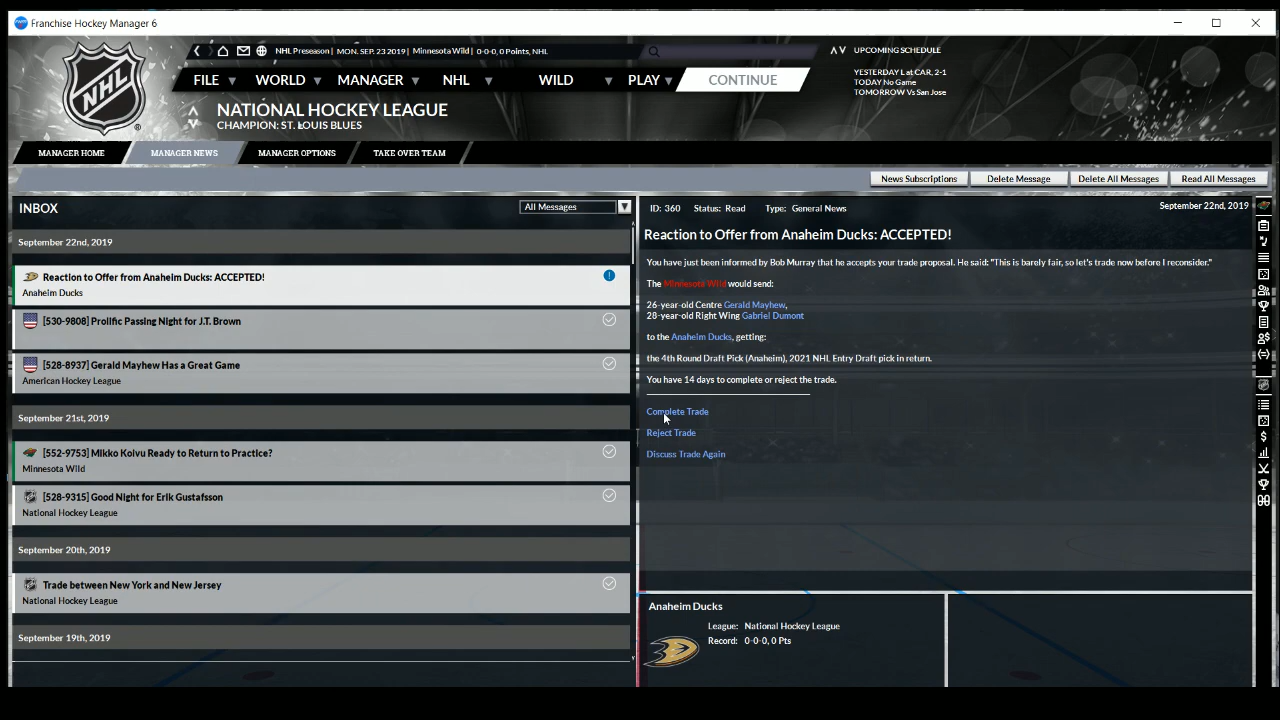 Franchise Hockey Manager 6
NHL Preseason | MON. SEP. 23 2019 | Minnesota Wild | 0-0-0, 0 Points, NHL
UPCOMING SCHEDULE
YESTERDAY L at CAR, 2-1
TODAY No Game
TOMORROW Vs San Jose
FILE WORLD MANAGER NHL WILD PLAY CONTINUE
NHL
NATIONAL HOCKEY LEAGUE
CHAMPION: ST. LOUIS BLUES
MANAGER HOME MANAGER NEWS MANAGER OPTIONS TAKE OVER TEAM
News Subscriptions Delete Message Delete All Messages Read All Messages
INBOX
All Messages
September 22nd, 2019
Reaction to Offer from Anaheim Ducks: ACCEPTED!
Anaheim Ducks
[530-9808] Prolific Passing Night for J.T. Brown
[528-8937] Gerald Mayhew Has a Great Game
American Hockey League
September 21st, 2019
[552-9753] Mikko Koivu Ready to Return to Practice?
Minnesota Wild
[528-9315] Good Night for Erik Gustafsson
National Hockey League
September 20th, 2019
Trade between New York and New Jersey
National Hockey League
September 19th, 2019
ID: 360 Status: Read Type: General News
September 22nd, 2019
Reaction to Offer from Anaheim Ducks: ACCEPTED!
You have just been informed by Bob Murray that he accepts your trade proposal. He said: "This is barely fair, so let's trade now before I reconsider."
The Minnesota Wild would send:
26-year-old Centre Gerald Mayhew,
28-year-old Right Wing Gabriel Dumont
to the Anaheim Ducks, getting:
the 4th Round Draft Pick (Anaheim), 2021 NHL Entry Draft pick in return.
You have 14 days to complete or reject the trade.
Complete Trade
Reject Trade
Discuss Trade Again
Anaheim Ducks
League: National Hockey League
Record: 0-0-0, 0 Pts